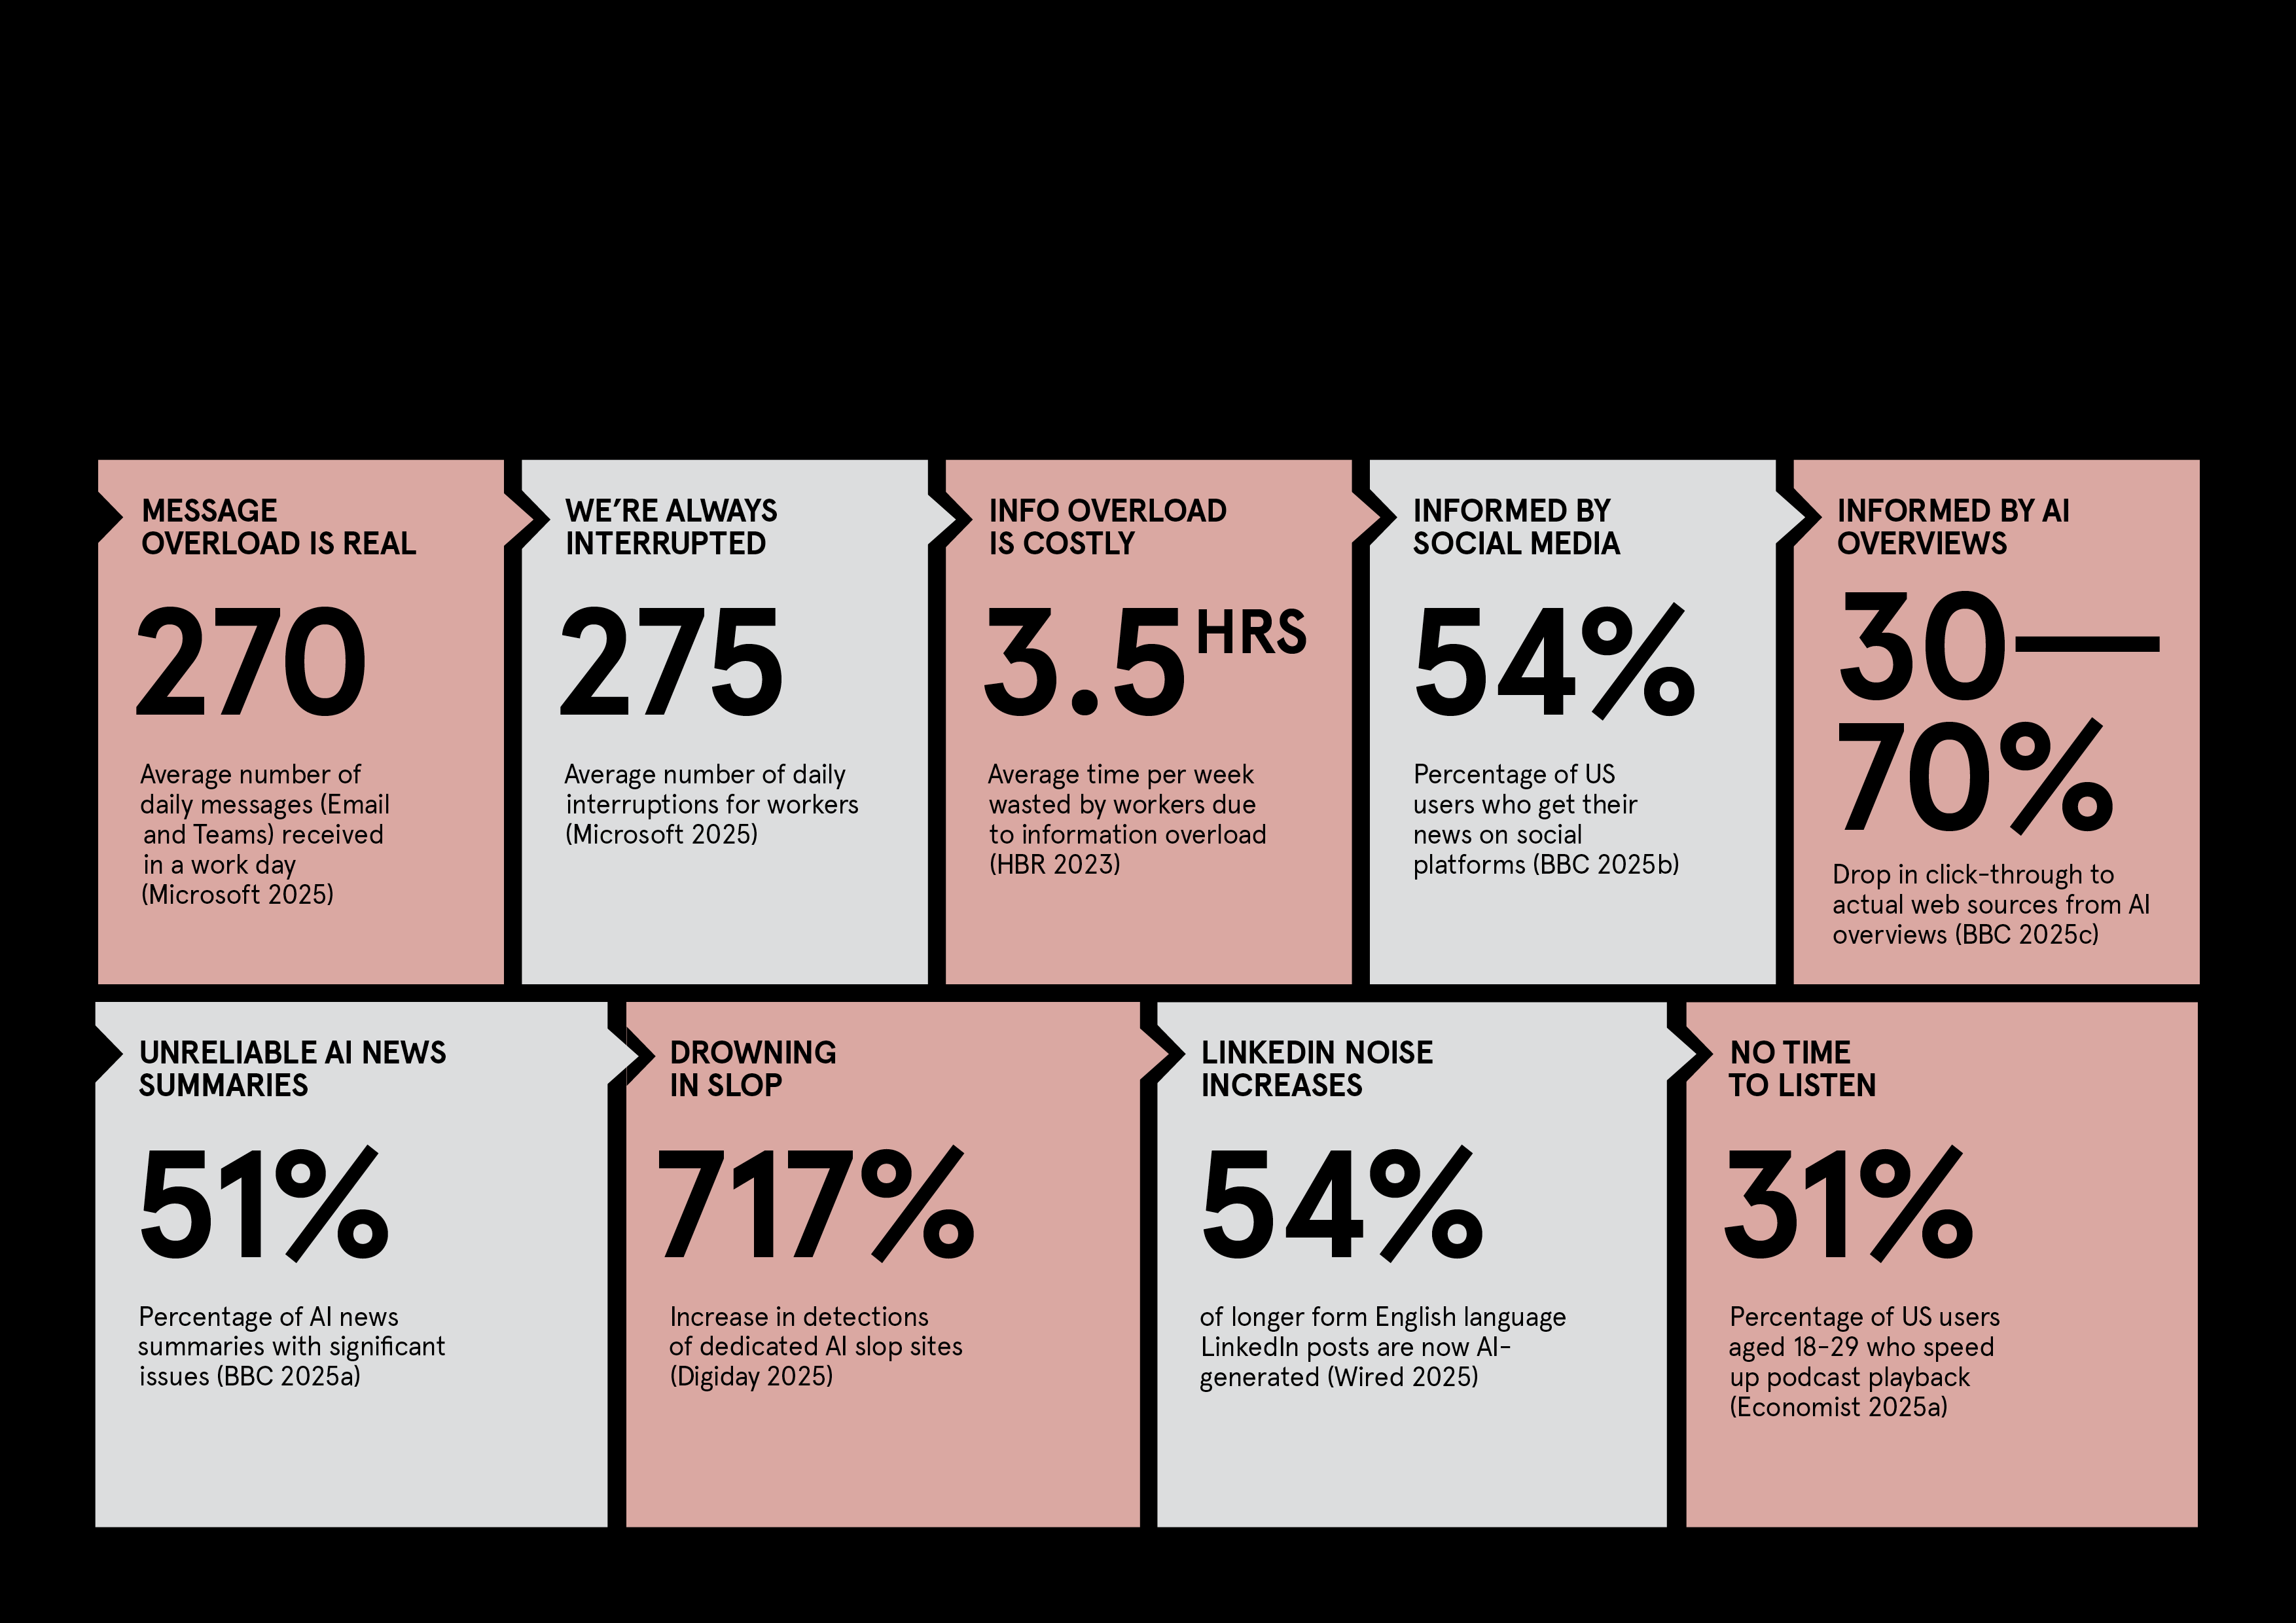 MESSAGE
OVERLOAD IS REAL
270
Average number of
daily messages (Email
and Teams) received
in a work day
(Microsoft 2025)
WE’RE ALWAYS
INTERRUPTED
275
Average number of daily
interruptions for workers
(Microsoft 2025)
INFO OVERLOAD
IS COSTLY
3.5 HRS
Average time per week
wasted by workers due
to information overload
(HBR 2023)
INFORMED BY
SOCIAL MEDIA
54%
Percentage of US
users who get their
news on social
platforms (BBC 2025b)
INFORMED BY AI
OVERVIEWS
30—
70%
Drop in click-through to
actual web sources from AI
overviews (BBC 2025c)
UNRELIABLE AI NEWS
SUMMARIES
51%
Percentage of AI news
summaries with significant
issues (BBC 2025a)
DROWNING
IN SLOP
717%
Increase in detections
of dedicated AI slop sites
(Digiday 2025)
LINKEDIN NOISE
INCREASES
54%
of longer form English language
LinkedIn posts are now AI-
generated (Wired 2025)
NO TIME
TO LISTEN
31%
Percentage of US users
aged 18-29 who speed
up podcast playback
(Economist 2025a)